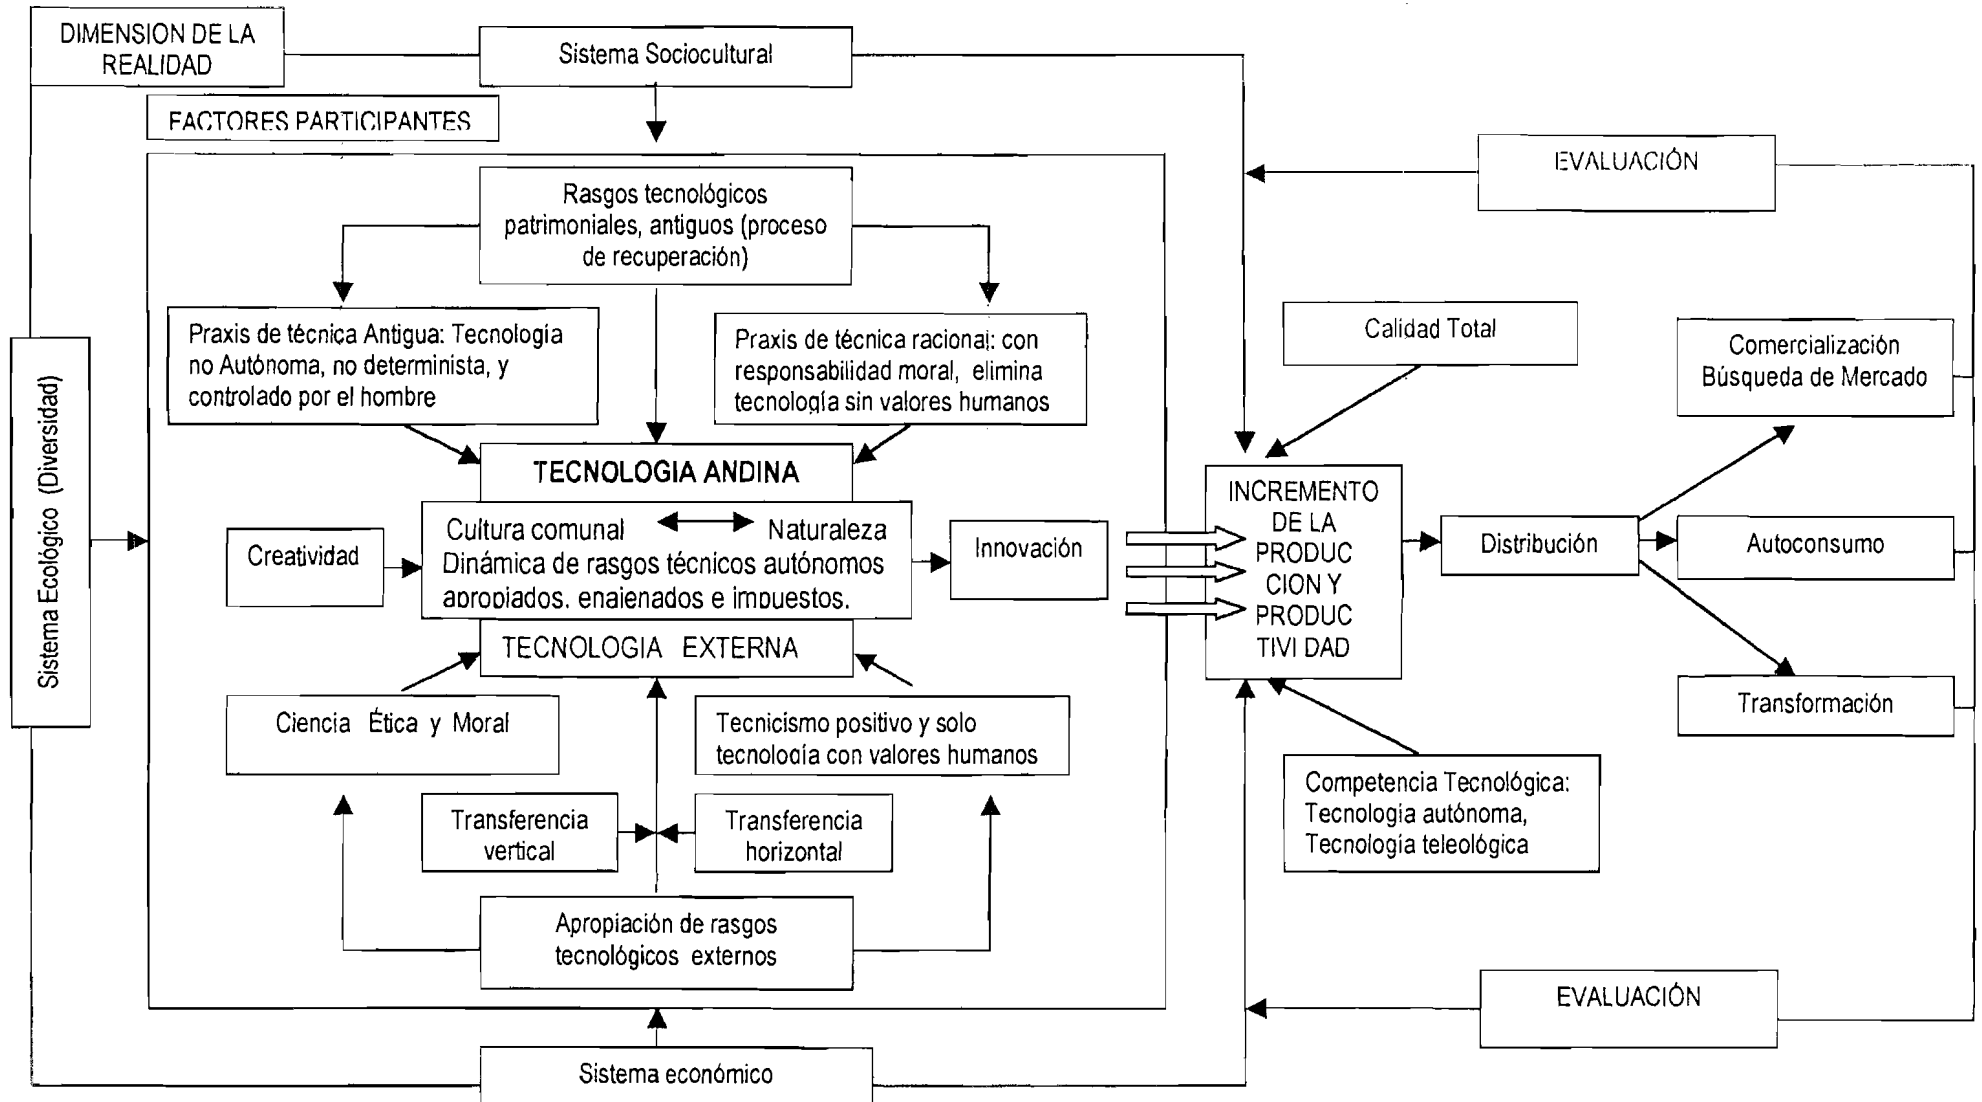 DIMENSION DE LA
REALIDAD
Sistema Sociocultural
FACTORES PARTICIPANTES
EVALUACIÓN
Rasgos tecnológicos
patrimoniales, antiguos (proceso
de recuperación)
Praxis de técnica Antigua: Tecnología
no Autónoma, no determinista, y
controlado por el hombre
Praxis de técnica racional: con
responsabilidad moral, elimina
tecnología sin valores humanos
Calidad Total
Comercialización
Búsqueda de Mercado
Sistema Ecológico (Diversidad)
TECNOLOGIA ANDINA
Cultura comunal Naturaleza
Dinámica de rasgos técnicos autónomos
apropiados, enajenados e impuestos.
Creatividad
Innovación
INCREMENTO
DE LA
PRODUC
CION Y
PRODUC
TIVI DAD
Distribución
Autoconsumo
TECNOLOGIA EXTERNA
Ciencia Ética y Moral
Tecnicismo positivo y solo
tecnología con valores humanos
Transformación
Transferencia
vertical
Transferencia
horizontal
Competencia Tecnológica:
Tecnología autónoma,
Tecnología teleológica
Apropiación de rasgos
tecnológicos externos
EVALUACIÓN
Sistema económico